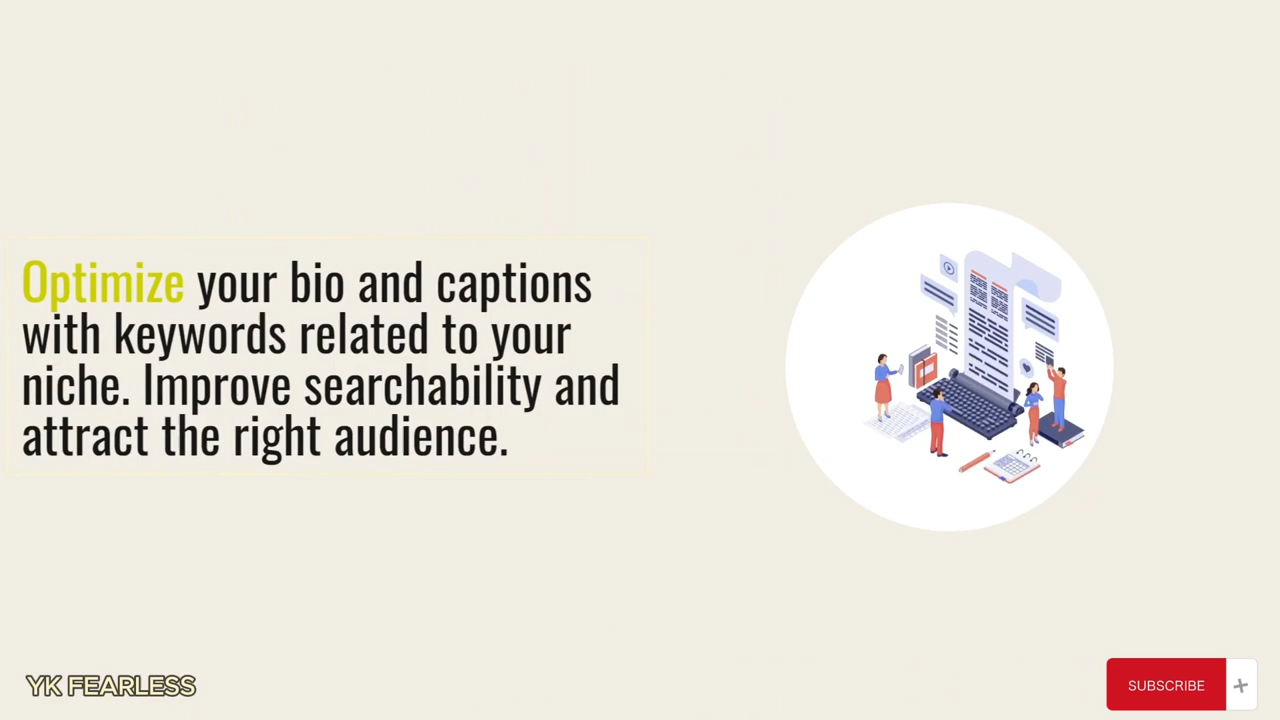 Optimize your bio and captions
with keywords related to your
niche. Improve searchability and
attract the right audience.
YK FEARLESS
SUBSCRIBE +